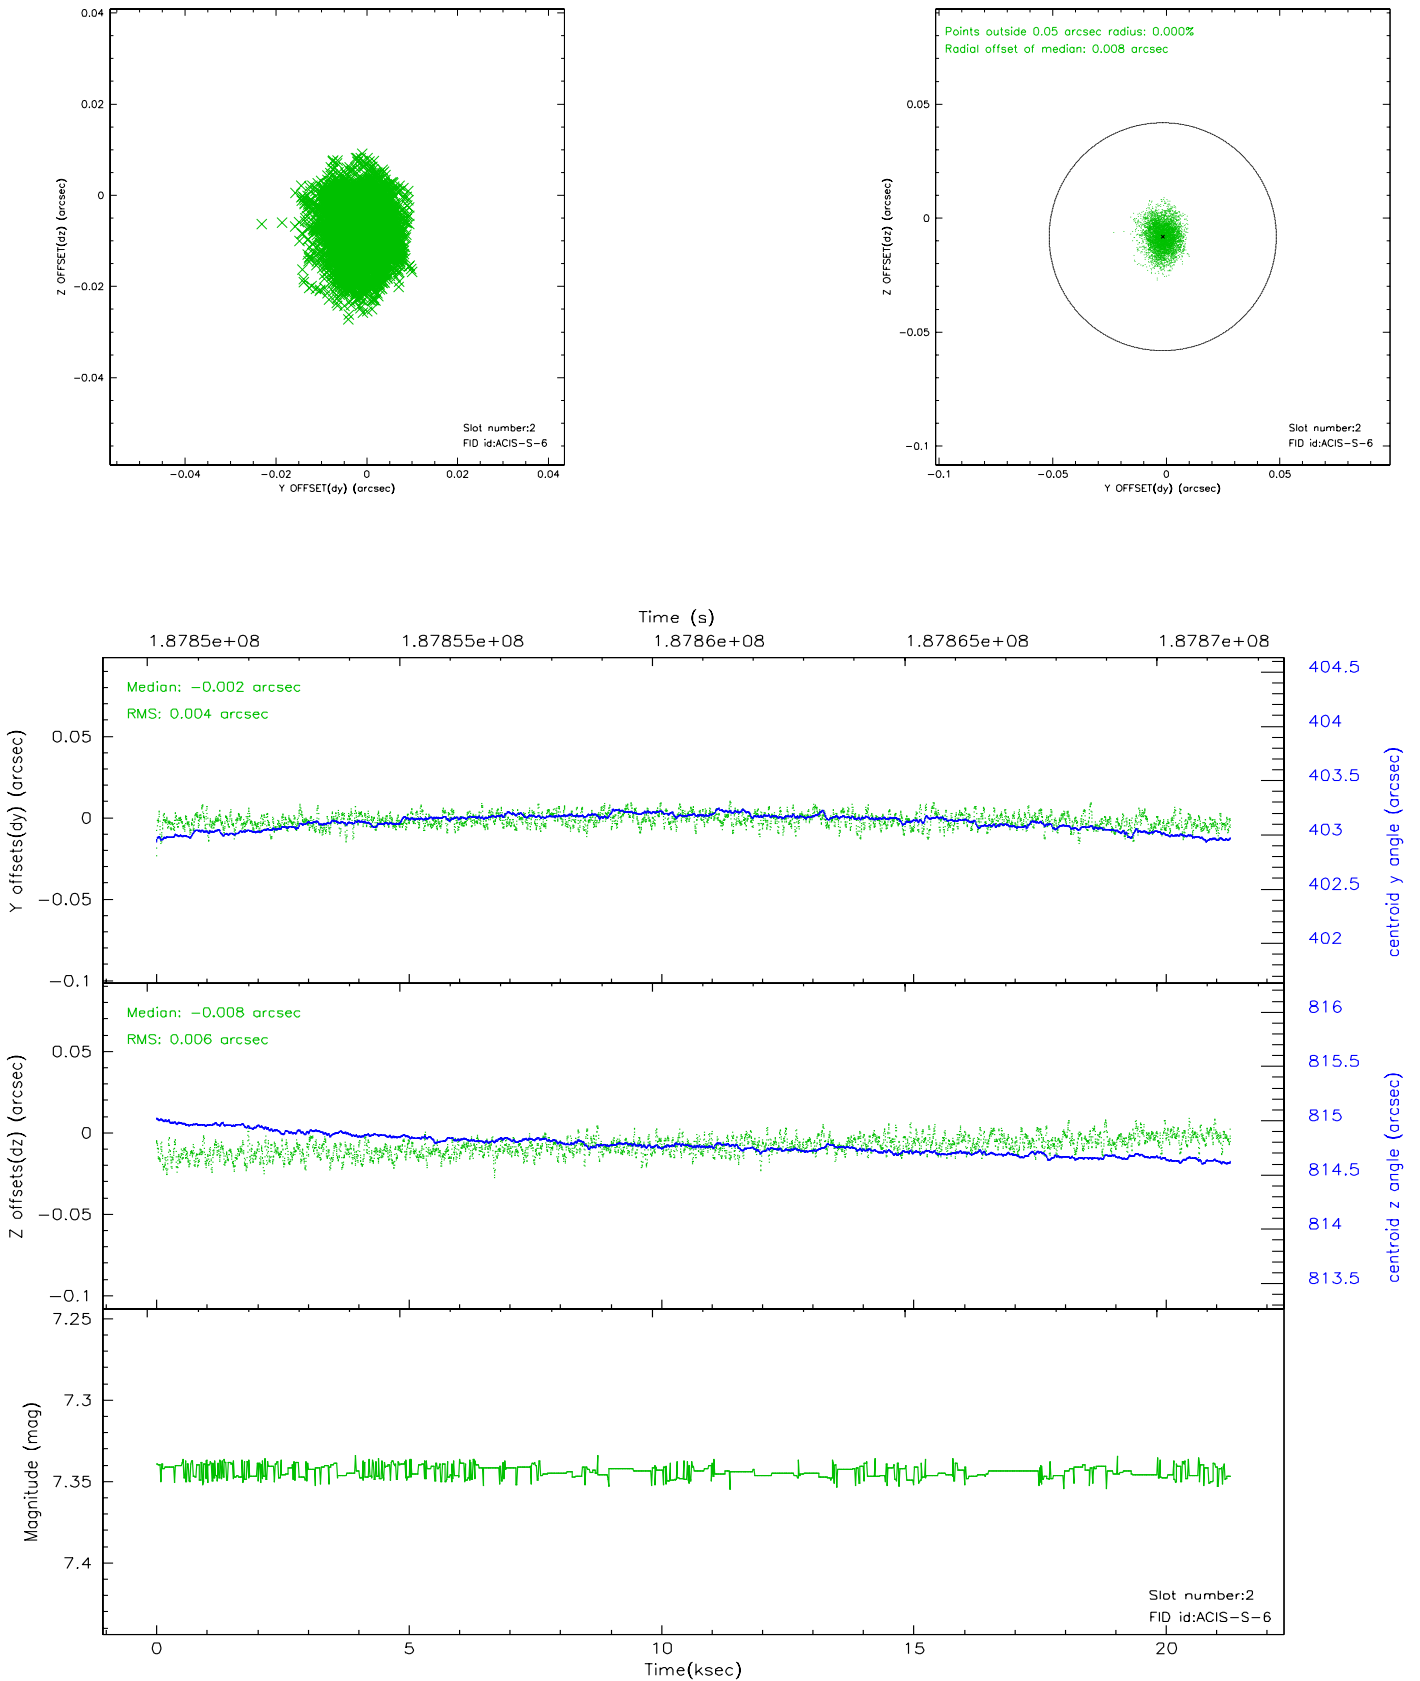 0.04
0.02
0
−0.02
−0.04
Z OFFSET(dz) (arcsec)
Slot number:2
FID id:ACIS−S−6
−0.04
−0.02
0
0.02
0.04
Y OFFSET(dy) (arcsec)
Points outside 0.05 arcsec radius: 0.000%
Radial offset of median: 0.008 arcsec
0.05
0
−0.05
−0.1
Z OFFSET(dz) (arcsec)
Slot number:2
FID id:ACIS−S−6
−0.1
−0.05
0
0.05
Y OFFSET(dy) (arcsec)
Time (s)
1.8785e+08
1.87855e+08
1.8786e+08
1.87865e+08
1.8787e+08
Median: −0.002 arcsec
RMS: 0.004 arcsec
0.05
0
−0.05
−0.1
Y offsets(dy) (arcsec)
404.5
404
403.5
403
402.5
402
centroid y angle (arcsec)
Median: −0.008 arcsec
RMS: 0.006 arcsec
0.05
0
−0.05
−0.1
Z offsets(dz) (arcsec)
816
815.5
815
814.5
814
813.5
centroid z angle (arcsec)
7.25
7.3
7.35
7.4
Magnitude (mag)
Slot number:2
FID id:ACIS−S−6
0
5
10
15
20
Time(ksec)